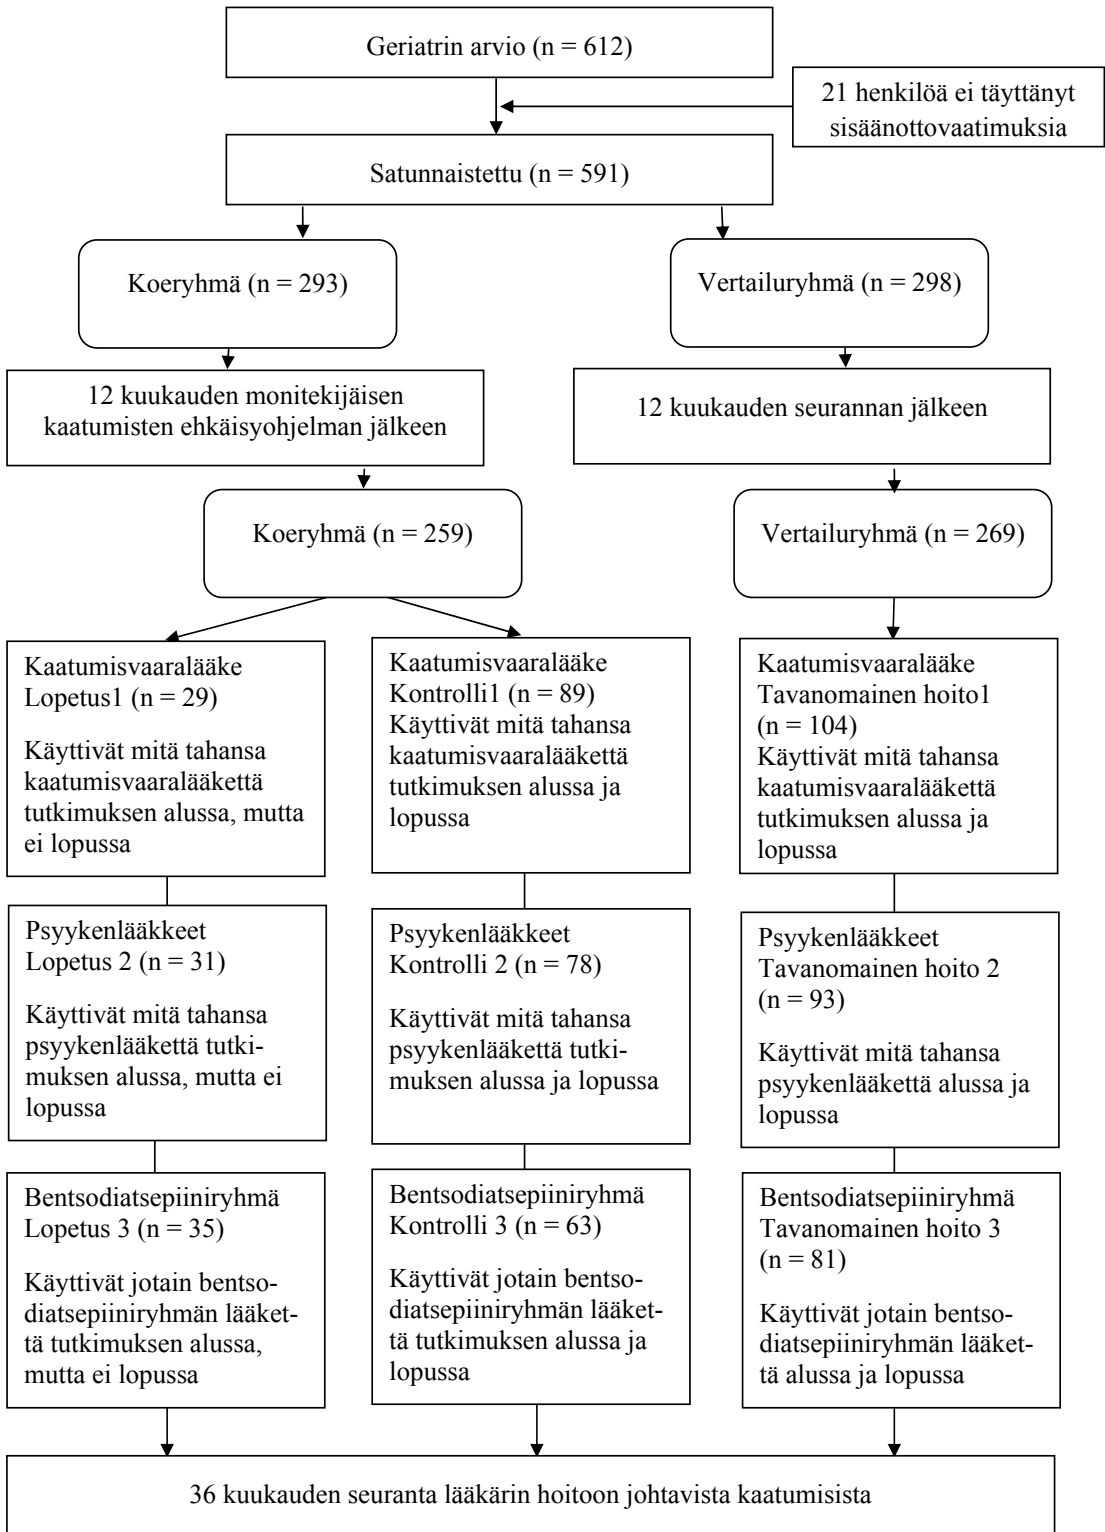 Geriatrin arvio (n = 612)
21 henkilöä ei täyttänyt
sisäänottovaatimuksia
Satunnaistettu (n = 591)
Koeryhmä (n = 293)
Vertailuryhmä (n = 298)
12 kuukauden monitekijäisen
kaatumisten ehkäisyohjelman jälkeen
12 kuukauden seurannan jälkeen
Koeryhmä (n = 259)
Vertailuryhmä (n = 269)
Kaatumisvaaralääke
Lopetus1 (n = 29)
Käyttivät mitä tahansa
kaatumisvaaralääkettä
tutkimuksen alussa, mutta
ei lopussa
Kaatumisvaaralääke
Kontrolli1 (n = 89)
Käyttivät mitä tahansa
kaatumisvaaralääkettä
tutkimuksen alussa ja
lopussa
Kaatumisvaaralääke
Tavanomainen hoito1
(n = 104)
Käyttivät mitä tahansa
kaatumisvaaralääkettä
tutkimuksen alussa ja
lopussa
Psyykenlääkkeet
Lopetus 2 (n = 31)
Käyttivät mitä tahansa
psyykenlääkettä tutki-
muksen alussa, mutta ei
lopussa
Psyykenlääkkeet
Kontrolli 2 (n = 78)
Käyttivät mitä tahansa
psyykenlääkettä tutki-
muksen alussa ja lopussa
Psyykenlääkkeet
Tavanomainen hoito 2
(n = 93)
Käyttivät mitä tahansa
psyykenlääkettä alussa ja
lopussa
Bentsodiatsepiiniryhmä
Lopetus 3 (n = 35)
Käyttivät jotain bentso-
diatsepiiniryhmän lääket-
tä tutkimuksen alussa,
mutta ei lopussa
Bentsodiatsepiiniryhmä
Kontrolli 3 (n = 63)
Käyttivät jotain bentso-
diatsepiiniryhmän lääket-
tä tutkimuksen alussa ja
lopussa
Bentsodiatsepiiniryhmä
Tavanomainen hoito 3
(n = 81)
Käyttivät jotain bentso-
diatsepiiniryhmän lääket-
tä alussa ja lopussa
36 kuukauden seuranta lääkärin hoitoon johtavista kaatumisista